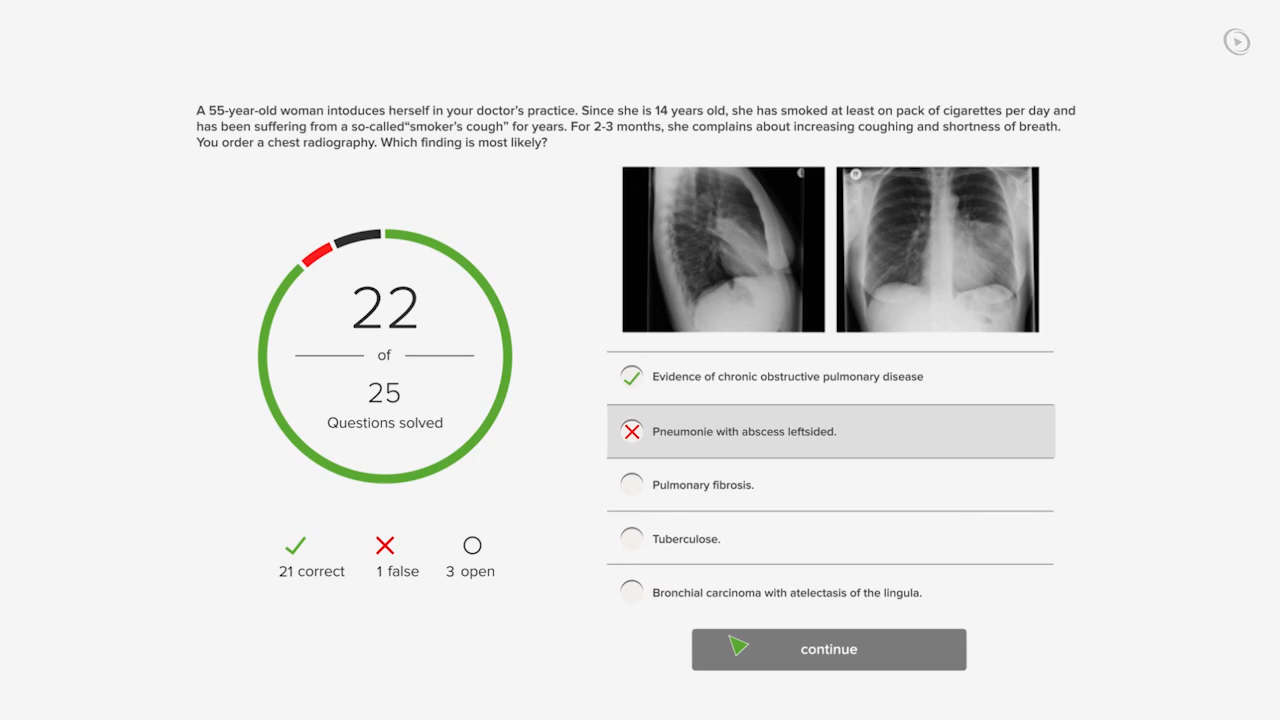 A 55-year-old woman intoduces herself in your doctor's practice. Since she is 14 years old, she has smoked at least on pack of cigarettes per day and
has been suffering from a so-called“smoker's cough” for years. For 2-3 months, she complains about increasing coughing and shortness of breath.
You order a chest radiography. Which finding is most likely?
22
of
25
Questions solved
21 correct
1 false
3 open
Evidence of chronic obstructive pulmonary disease
Pneumonie with abscess leftsided.
Pulmonary fibrosis.
Tuberculose.
Bronchial carcinoma with atelectasis of the lingula.
continue